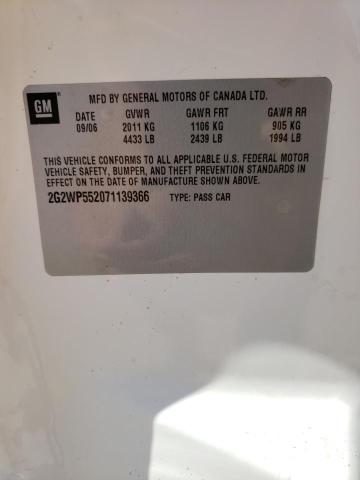 GM
MFD BY GENERAL MOTORS OF CANADA LTD.
DATE GVWR GAWR FRT GAWR RR
09/06 2011 KG 1106 KG 905 KG
4433 LB 2439 LB 1994 LB
THIS VEHICLE CONFORMS TO ALL APPLICABLE U.S. FEDERAL MOTOR
VEHICLE SAFETY, BUMPER, AND THEFT PREVENTION STANDARDS IN
EFFECT ON THE DATE OF MANUFACTURE SHOWN ABOVE.
2G2WP552071139366 TYPE: PASS CAR